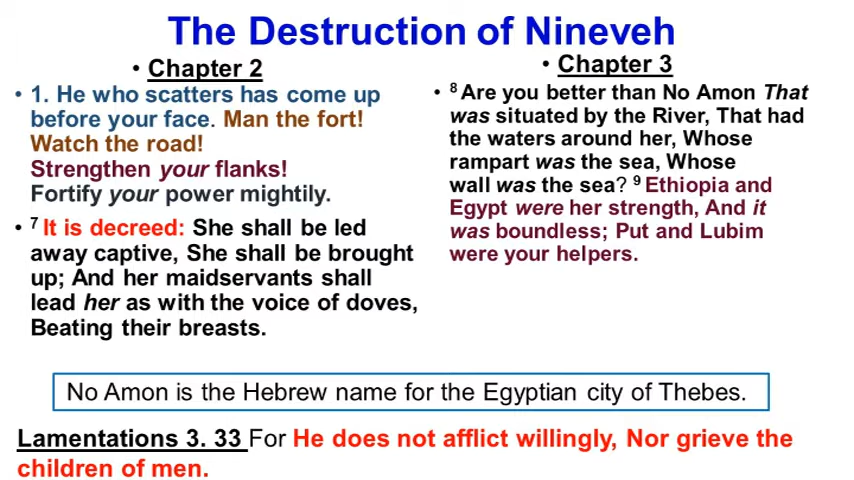 The Destruction of Nineveh
• Chapter 2
• 1. He who scatters has come up
before your face. Man the fort!
Watch the road!
Strengthen your flanks!
Fortify your power mightily.
• 7 It is decreed: She shall be led
away captive, She shall be brought
up; And her maidservants shall
lead her as with the voice of doves,
Beating their breasts.
• Chapter 3
• 8 Are you better than No Amon That
was situated by the River, That had
the waters around her, Whose
rampart was the sea, Whose
wall was the sea? 9 Ethiopia and
Egypt were her strength, And it
was boundless; Put and Lubim
were your helpers.
No Amon is the Hebrew name for the Egyptian city of Thebes.
Lamentations 3. 33 For He does not afflict willingly, Nor grieve the
children of men.